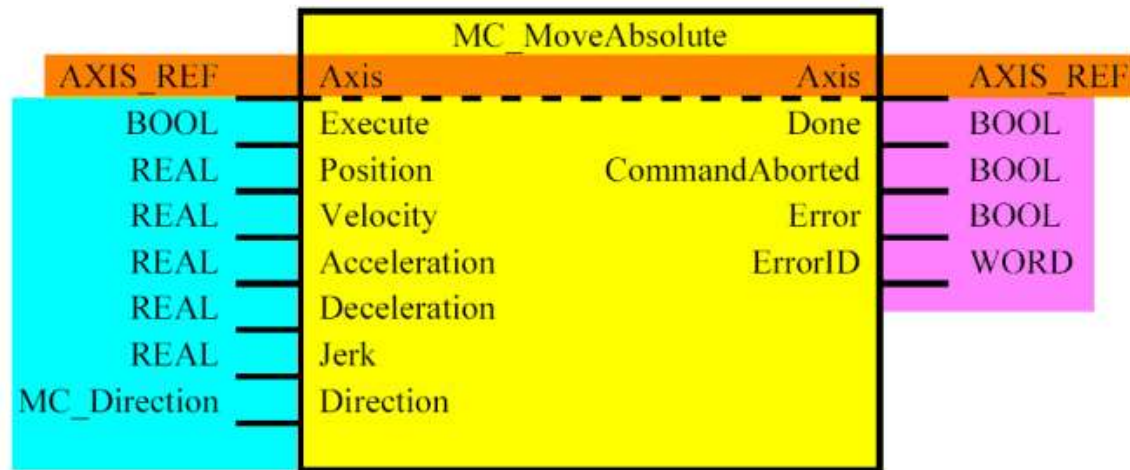 MC_MoveAbsolute
AXIS_REF Axis Axis AXIS_REF
BOOL Execute Done BOOL
REAL Position CommandAborted BOOL
REAL Velocity Error BOOL
REAL Acceleration ErrorID WORD
REAL Deceleration
REAL Jerk
MC_Direction Direction